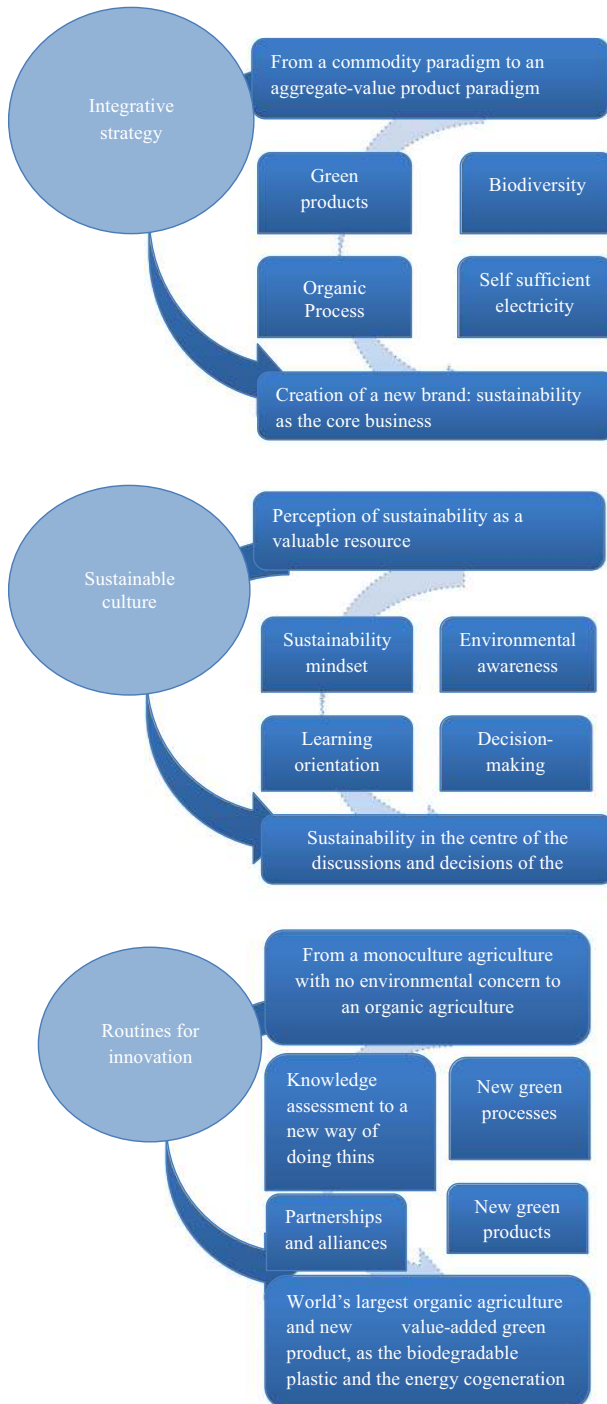 Integrative
strategy
From a commodity paradigm to an
aggregate-value product paradigm
Green
products
Biodiversity
Organic
Process
Self sufficient
electricity
Creation of a new brand: sustainability
as the core business
Sustainable
culture
Perception of sustainability as a
valuable resource
Sustainability
mindset
Environmental
awareness
Learning
orientation
Decision-
making
Sustainability in the centre of the
discussions and decisions of the
Routines for
innovation
From a monoculture agriculture
with no environmental concern to
an organic agriculture
Knowledge
assessment to a
new way of
doing thins
New green
processes
Partnerships
and alliances
New green
products
World’s largest organic agriculture
and new value-added green
product, as the biodegradable
plastic and the energy cogeneration